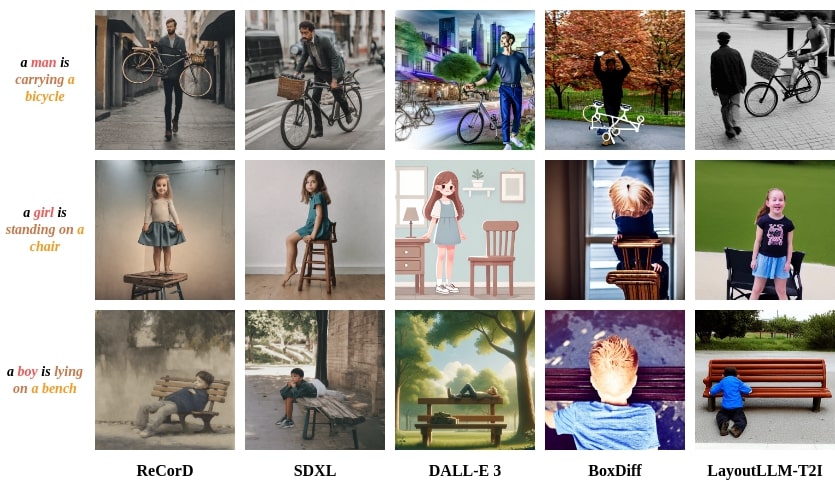 a man is
carrying a
bicycle
a girl is
standing on a
chair
a boy is lying
on a bench
ReCorD
SDXL
DALL-E 3
BoxDiff
LayoutLLM-T2I